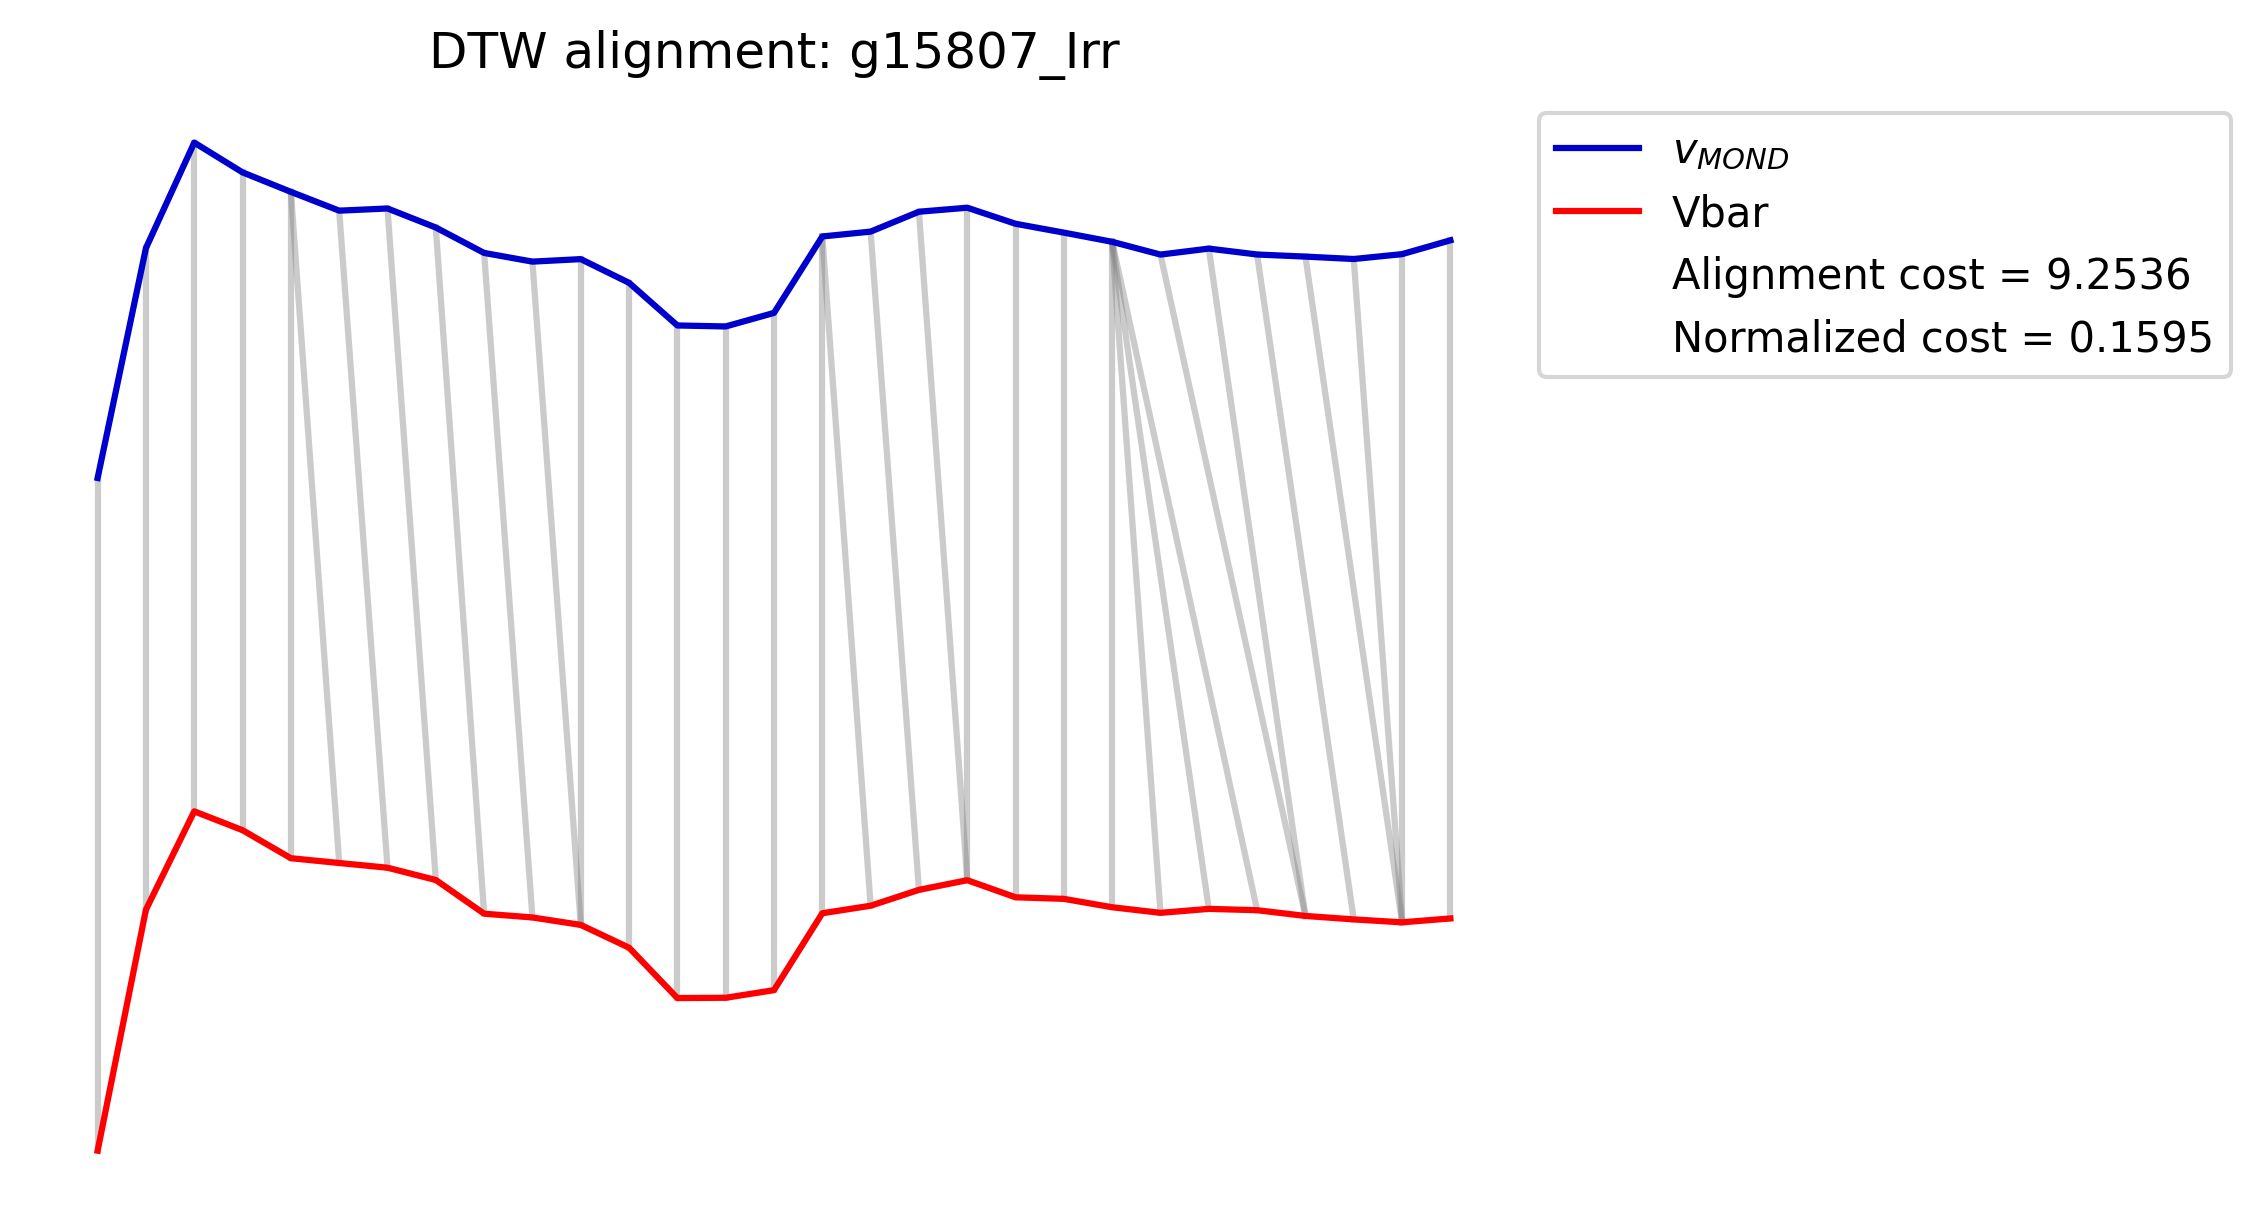 DTW alignment: g15807_Irr
v_MOND
Vbar
Alignment cost = 9.2536
Normalized cost = 0.1595